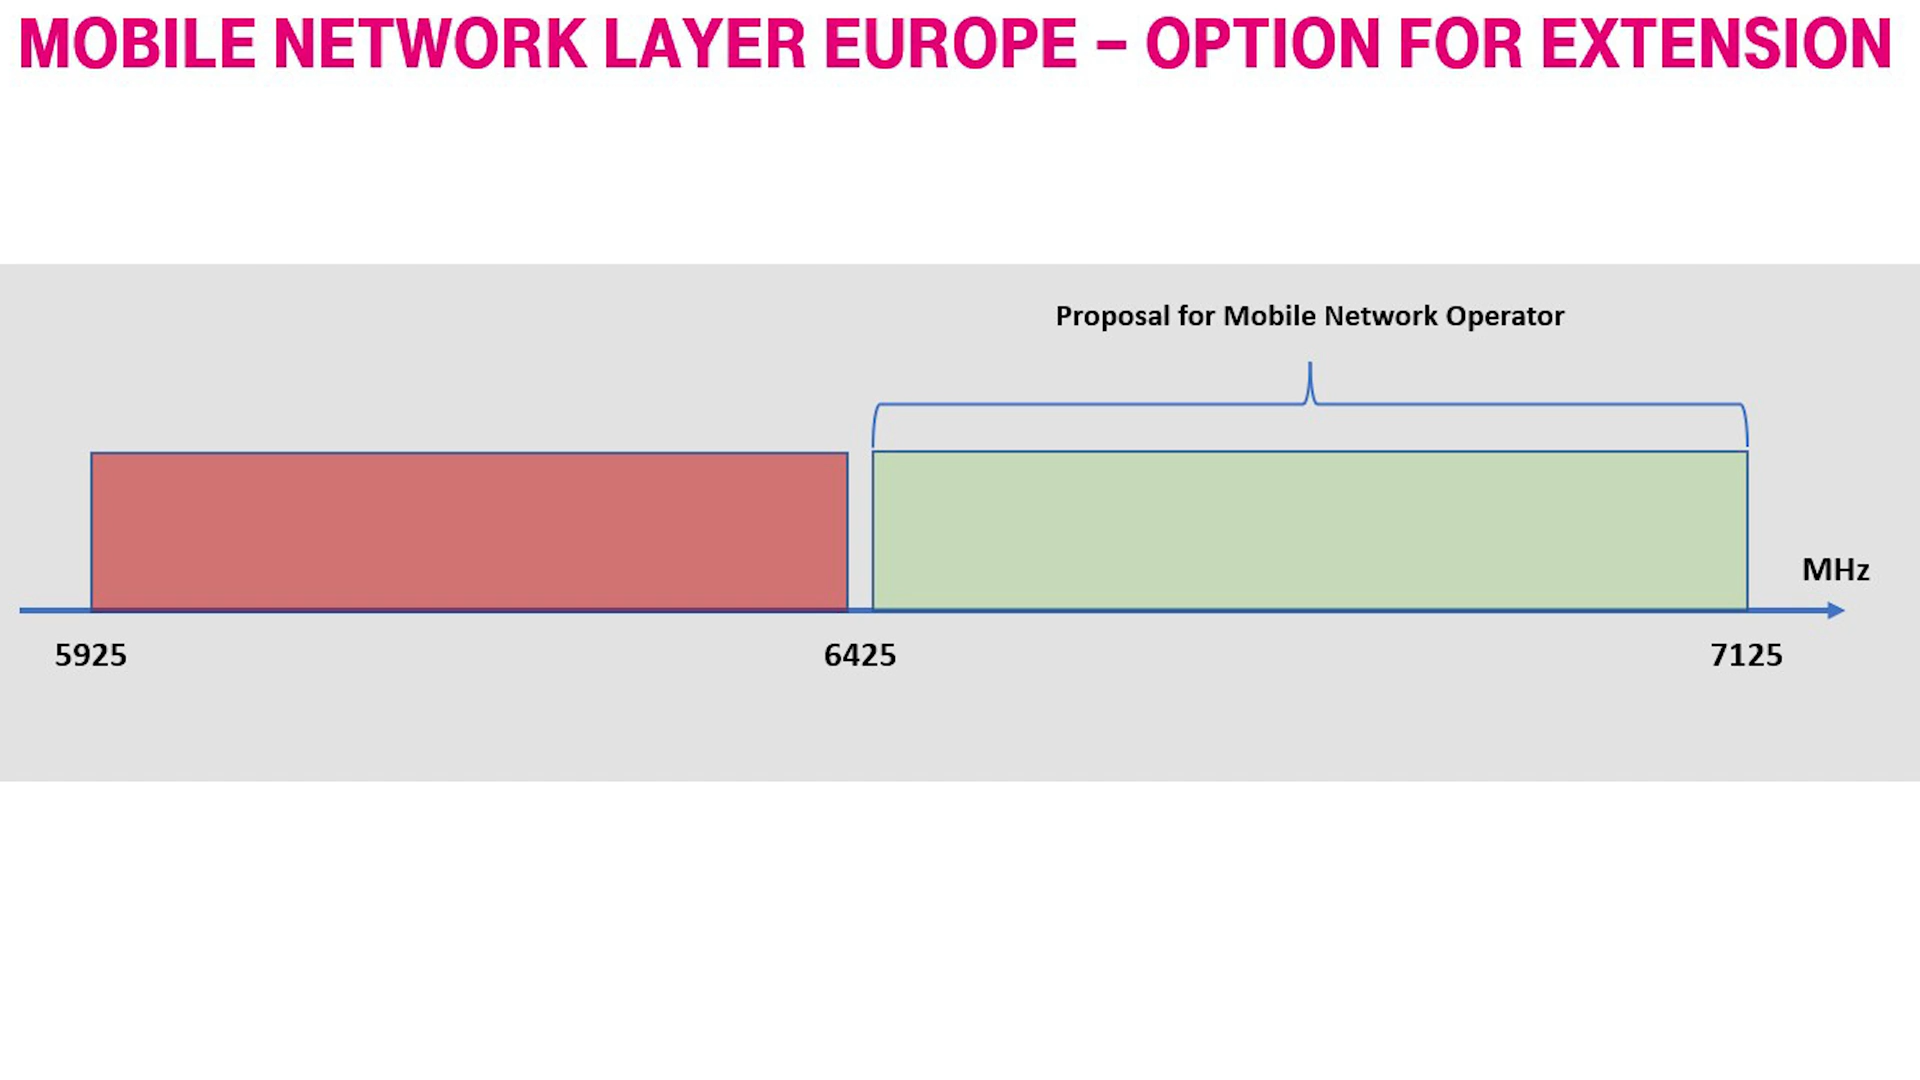 MOBILE NETWORK LAYER EUROPE – OPTION FOR EXTENSION
Proposal for Mobile Network Operator
MHz
5925 6425 7125